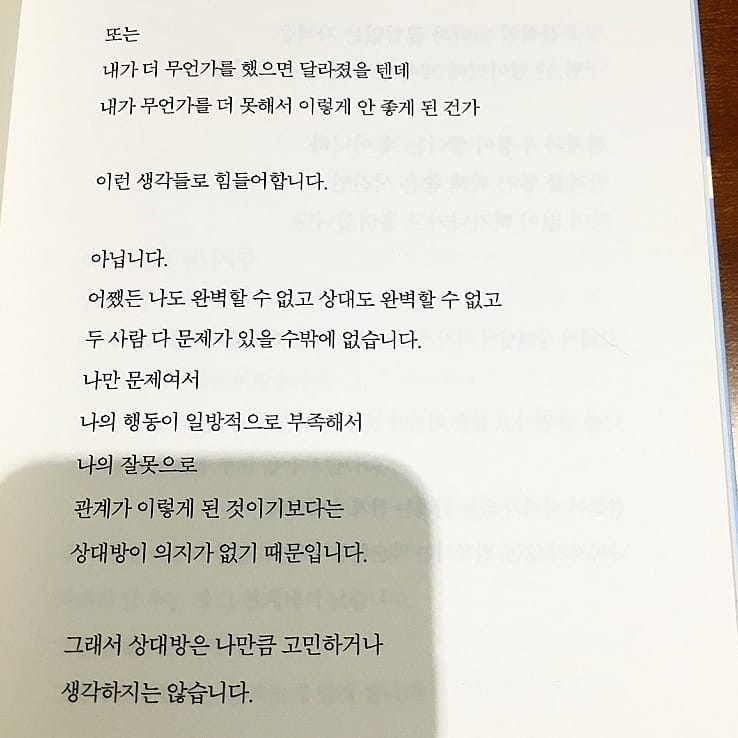 또는
내가 더 무언가를 했으면 달라졌을 텐데
내가 무언가를 더 못해서 이렇게 안 좋게 된 건가
이런 생각들로 힘들어합니다.
아닙니다.
어쨌든 나도 완벽할 수 없고 상대도 완벽할 수 없고
두 사람 다 문제가 있을 수밖에 없습니다.
나만 문제여서
나의 행동이 일방적으로 부족해서
나의 잘못으로
관계가 이렇게 된 것이기보다는
상대방이 의지가 없기 때문입니다.
그래서 상대방은 나만큼 고민하거나
생각하지는 않습니다.